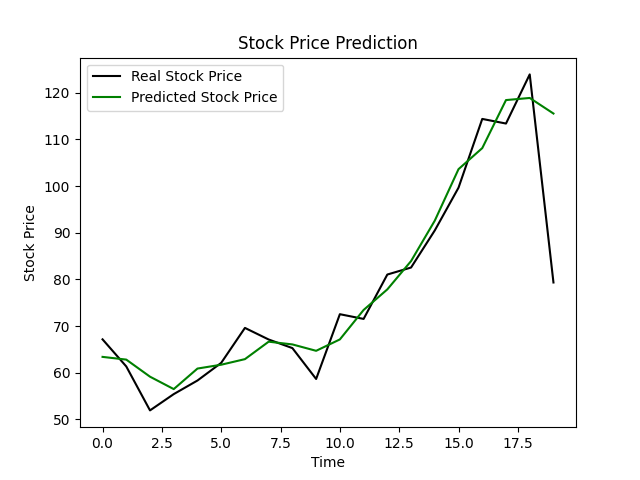 Stock Price Prediction
Real Stock Price
Predicted Stock Price
120
110
100
90
80
70
60
50
Stock Price
0.0 2.5 5.0 7.5 10.0 12.5 15.0 17.5
Time